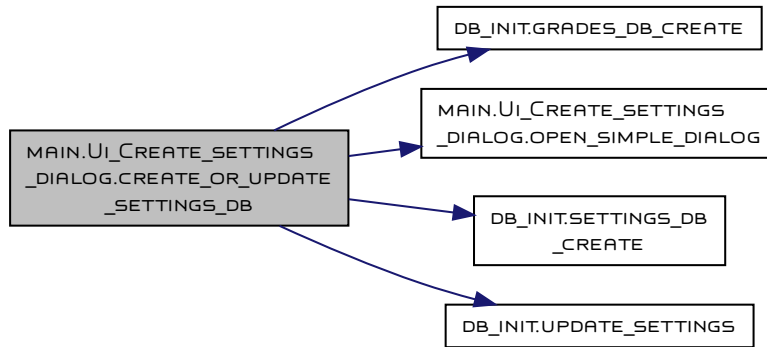 db_init.grades_db_create
main.Ui_Create_settings
_dialog.open_simple_dialog
main.Ui_Create_settings
_dialog.create_or_update
_settings_db
db_init.settings_db
_create
db_init.update_settings